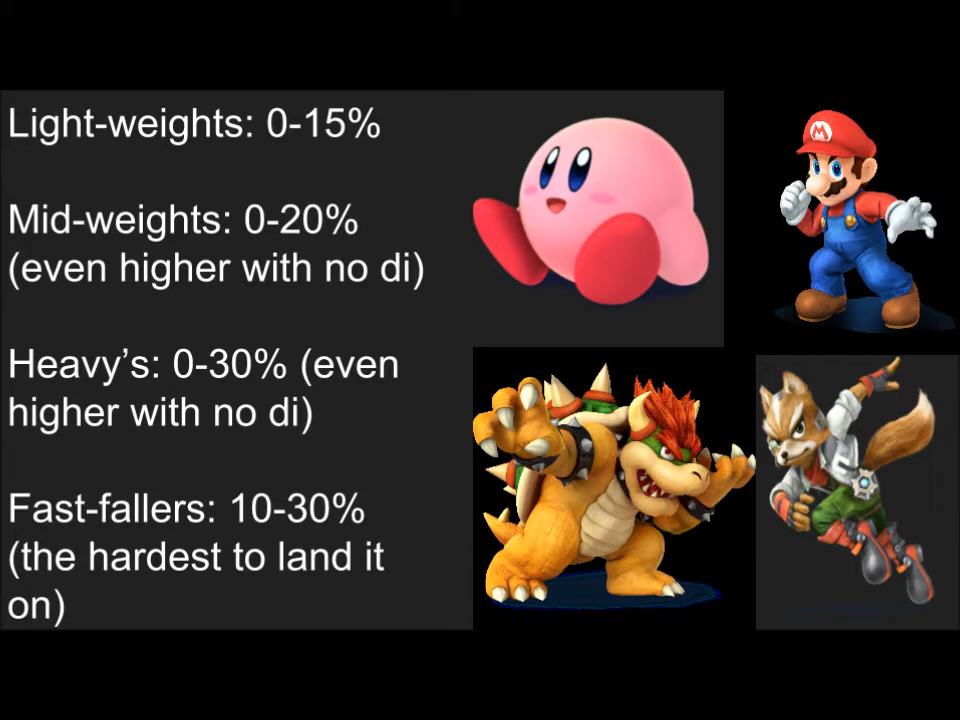 Light-weights: 0-15%
Mid-weights: 0-20%
(even higher with no di)
Heavy’s: 0-30% (even
higher with no di)
Fast-fallers: 10-30%
(the hardest to land it
on)
M